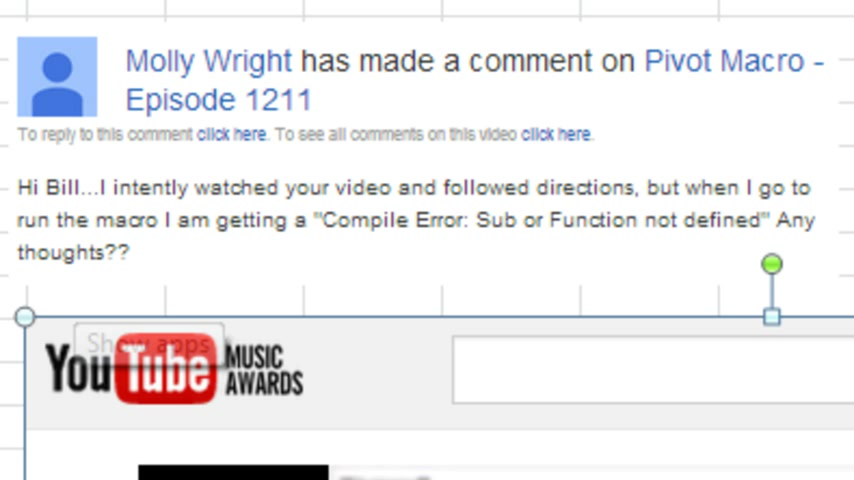 Molly Wright has made a comment on Pivot Macro -
Episode 1211
To reply to this comment click here. To see all comments on this video click here.
Hi Bill...I intently watched your video and followed directions, but when I go to
run the macro I am getting a "Compile Error: Sub or Function not defined" Any
thoughts??
Show apps
YouTube MUSIC
AWARDS